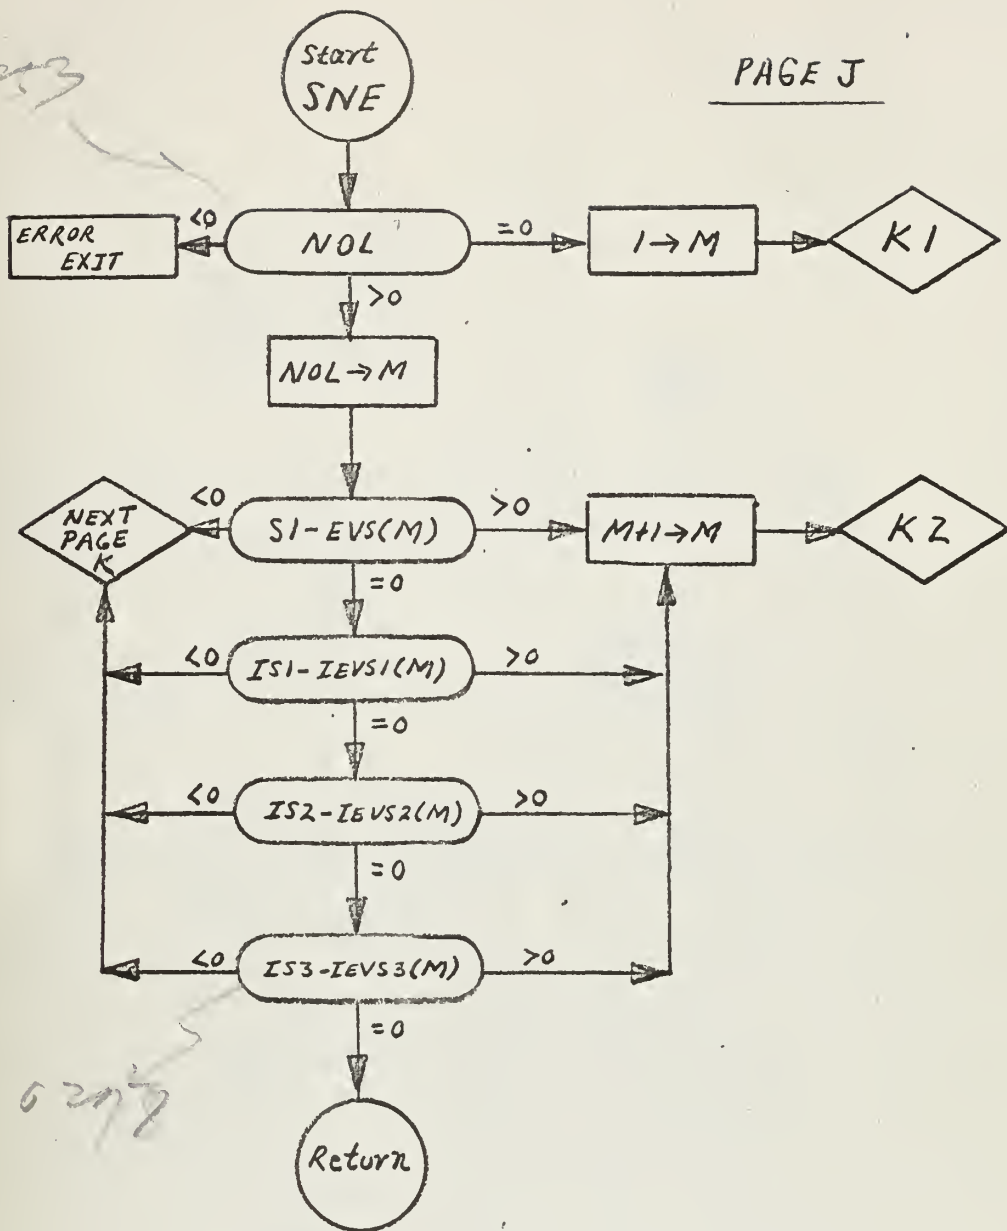 PAGE J
Start
SNE
<0
NOL
=0
1→M
K1
ERROR
EXIT
>0
NOL→M
<0
S1-EVS(M)
>0
M+1→M
K2
NEXT
PAGE
K
=0
<0
IS1-IEVS1(M)
>0
=0
<0
IS2-IEVS2(M)
>0
=0
<0
IS3-IEVS3(M)
>0
=0
Return